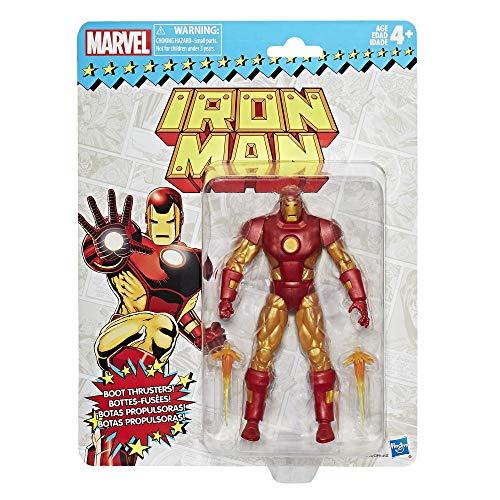 MARVEL
WARNING:
CHOKING HAZARD–Small parts.
Not for children under 3 years.
AGE
EDAD
IDADE
4+
IRON
MAN
BOOT THRUSTERS!
BOTTES-FUSÉES!
¡BOTAS PROPULSORAS!
BOTAS PROPULSORAS!
Hasbro